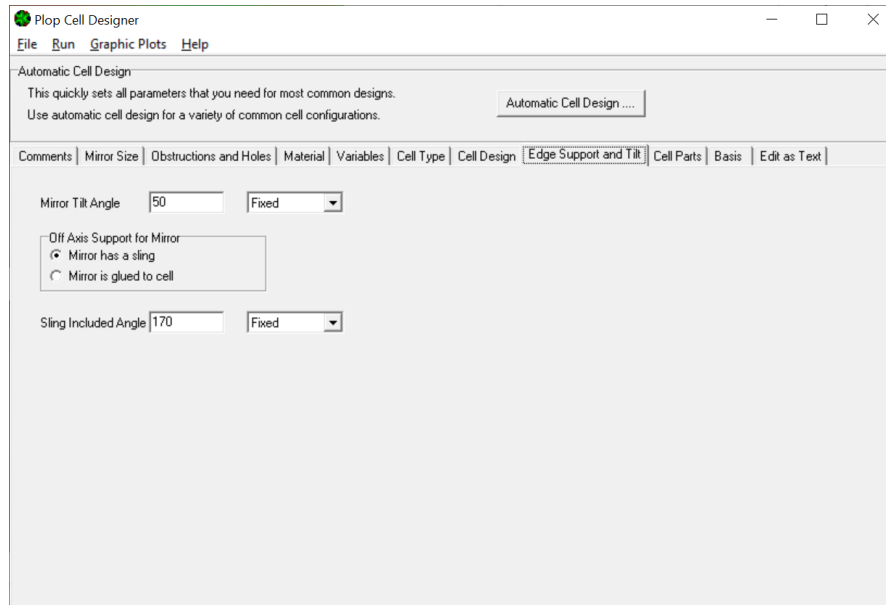 Plop Cell Designer
File Run Graphic Plots Help
Automatic Cell Design
This quickly sets all parameters that you need for most common designs.
Use automatic cell design for a variety of common cell configurations.
Automatic Cell Design ....
Comments Mirror Size Obstructions and Holes Material Variables Cell Type Cell Design Edge Support and Tilt Cell Parts Basis Edit as Text
Mirror Tilt Angle 50 Fixed
Off Axis Support for Mirror
Mirror has a sling
Mirror is glued to cell
Sling Included Angle 170 Fixed